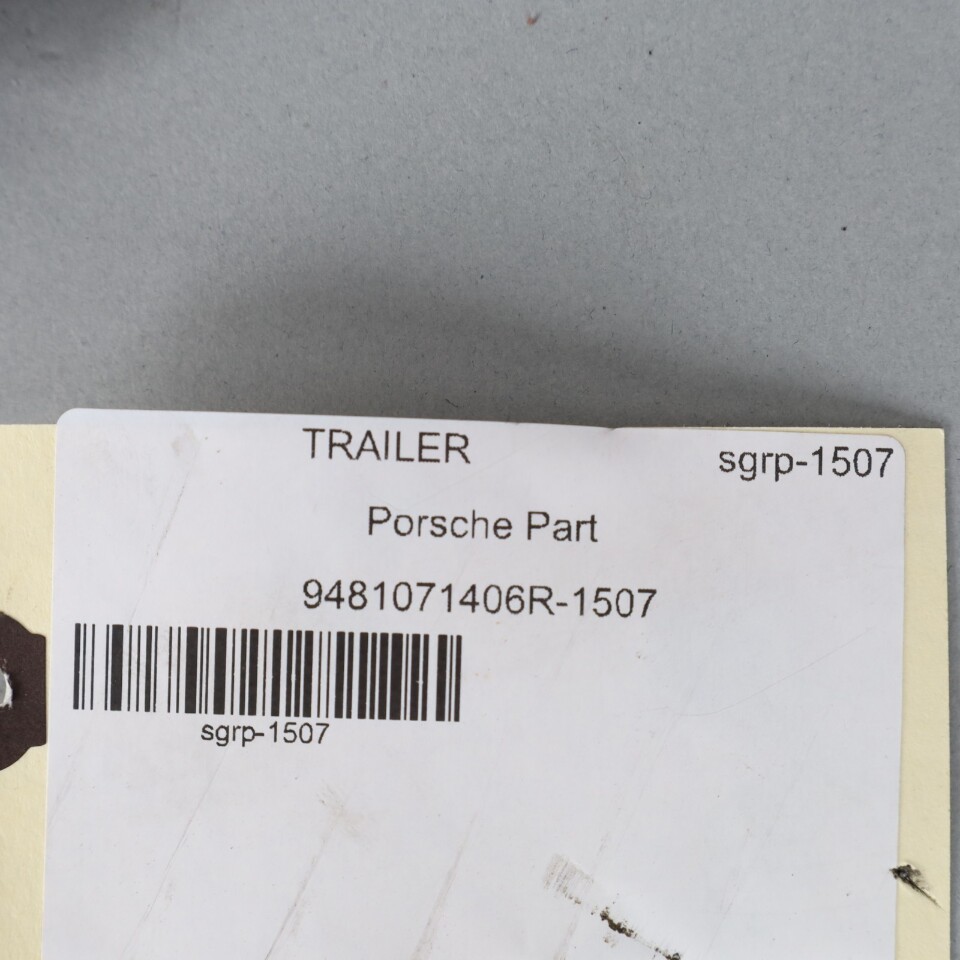 TRAILER
sgrp-1507
Porsche Part
9481071406R-1507
sgrp-1507